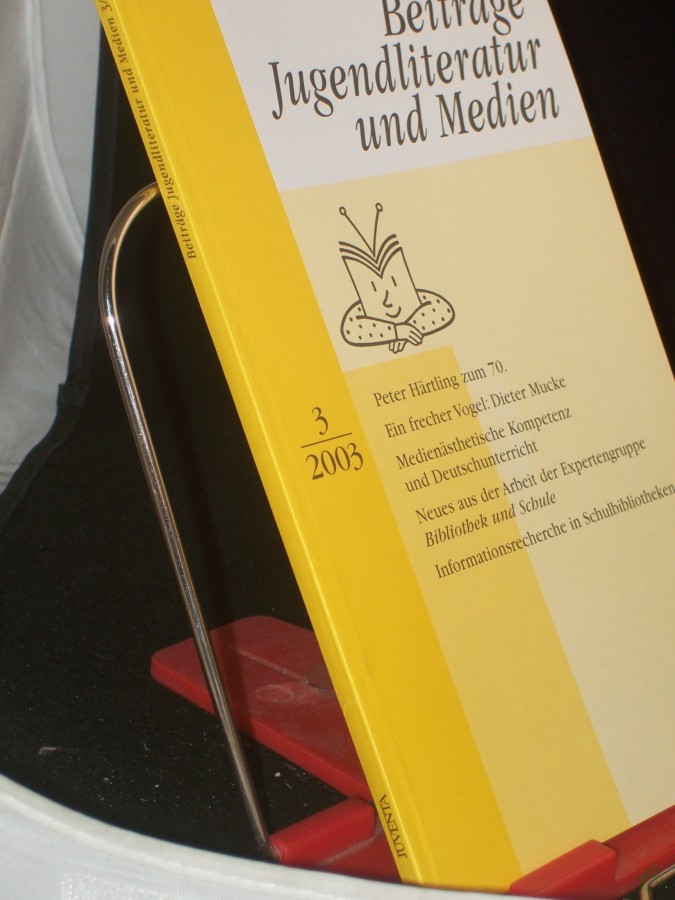 Beiträge
Jugendliteratur
und Medien
3
2003
Peter Härtling zum 70.
Ein frecher Vogel: Dieter Mucke
Medienästhetische Kompetenz
und Deutschunterricht
Neues aus der Arbeit der Expertengruppe
Bibliothek und Schule
Informationsrecherche in Schulbibliotheken
Beiträge Jugendliteratur und Medien 3/
JUVENTA